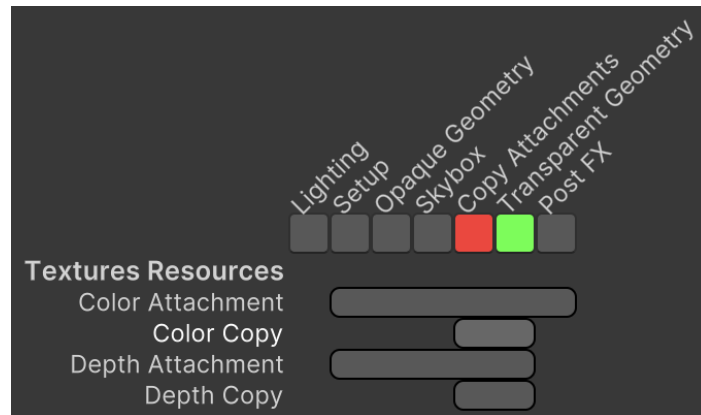 Lighting
Setup
Opaque Geometry
Skybox
Copy Attachments
Transparent Geometry
Post FX
Textures Resources
Color Attachment
Color Copy
Depth Attachment
Depth Copy